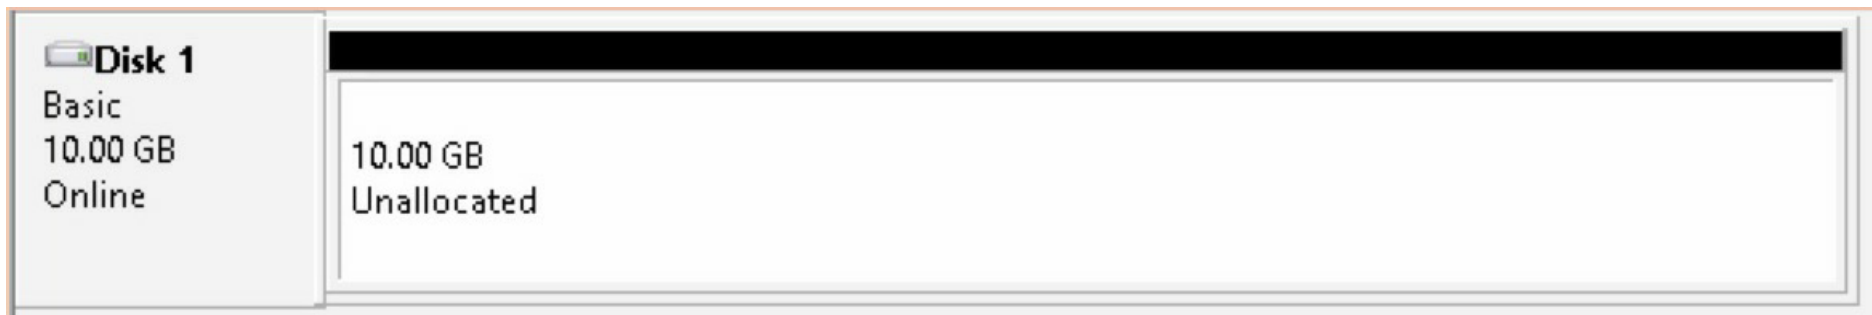 Disk 1
Basic
10.00 GB
Online
10.00 GB
Unallocated